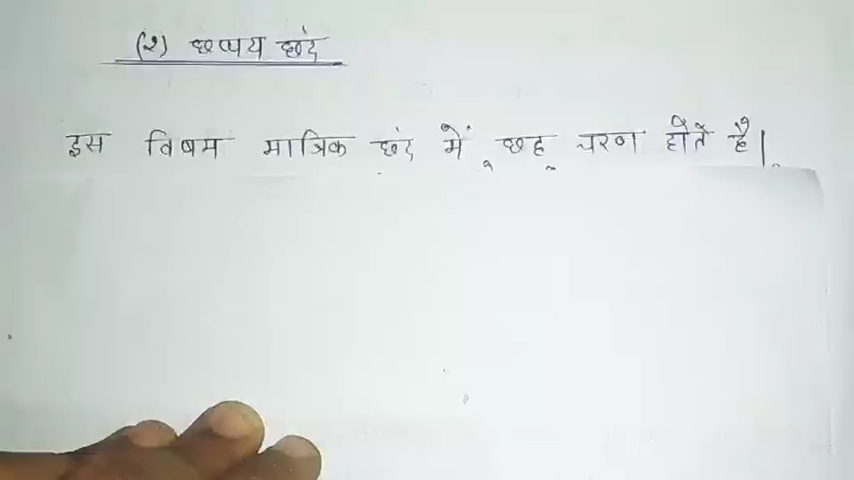 (२) छप्पय छंद
इस विषम मात्रिक छंद में छह चरण होते है।